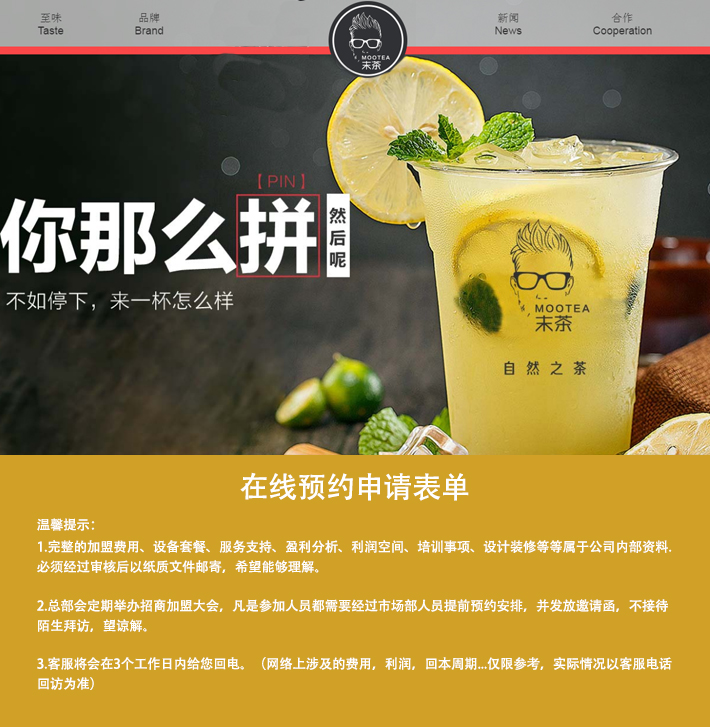 至味
Taste
品牌
Brand
MOOTEA
末茶
新闻
News
合作
Cooperation
【PIN】
你那么拼
然后呢
不如停下，来一杯怎么样
MOOTEA
末茶
自然之茶
在线预约申请表单
温馨提示：
1.完整的加盟费用、设备套餐、服务支持、盈利分析、利润空间、培训事项、设计装修等等属于公司内部资料.
必须经过审核后以纸质文件邮寄，希望能够理解。
2.总部会定期举办招商加盟大会，凡是参加人员都需要经过市场部人员提前预约安排，并发放邀请函，不接待
陌生拜访，望谅解。
3.客服将会在3个工作日内给您回电。（网络上涉及的费用，利润，回本周期...仅限参考，实际情况以客服电话
回访为准）